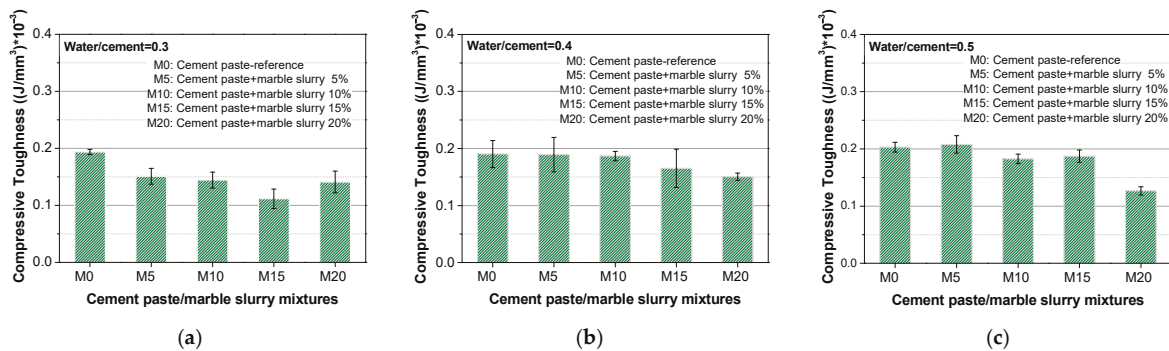 Compressive Toughness ((J/mm³)*10⁻³)
0.4
0.3
0.2
0.1
0.0
Water/cement=0.3
M0: Cement paste-reference
M5: Cement paste+marble slurry 5%
M10: Cement paste+marble slurry 10%
M15: Cement paste+marble slurry 15%
M20: Cement paste+marble slurry 20%
M0 M5 M10 M15 M20
Cement paste/marble slurry mixtures
(a)
Compressive Toughness ((J/mm³)*10⁻³)
0.4
0.3
0.2
0.1
0.0
Water/cement=0.4
M0: Cement paste-reference
M5: Cement paste+marble slurry 5%
M10: Cement paste+marble slurry 10%
M15: Cement paste+marble slurry 15%
M20: Cement paste+marble slurry 20%
M0 M5 M10 M15 M20
Cement paste/marble slurry mixtures
(b)
Compressive Toughness ((J/mm³)*10⁻³)
0.4
0.3
0.2
0.1
0.0
Water/cement=0.5
M0: Cement paste-reference
M5: Cement paste+marble slurry 5%
M10: Cement paste+marble slurry 10%
M15: Cement paste+marble slurry 15%
M20: Cement paste+marble slurry 20%
M0 M5 M10 M15 M20
Cement paste/marble slurry mixtures
(c)